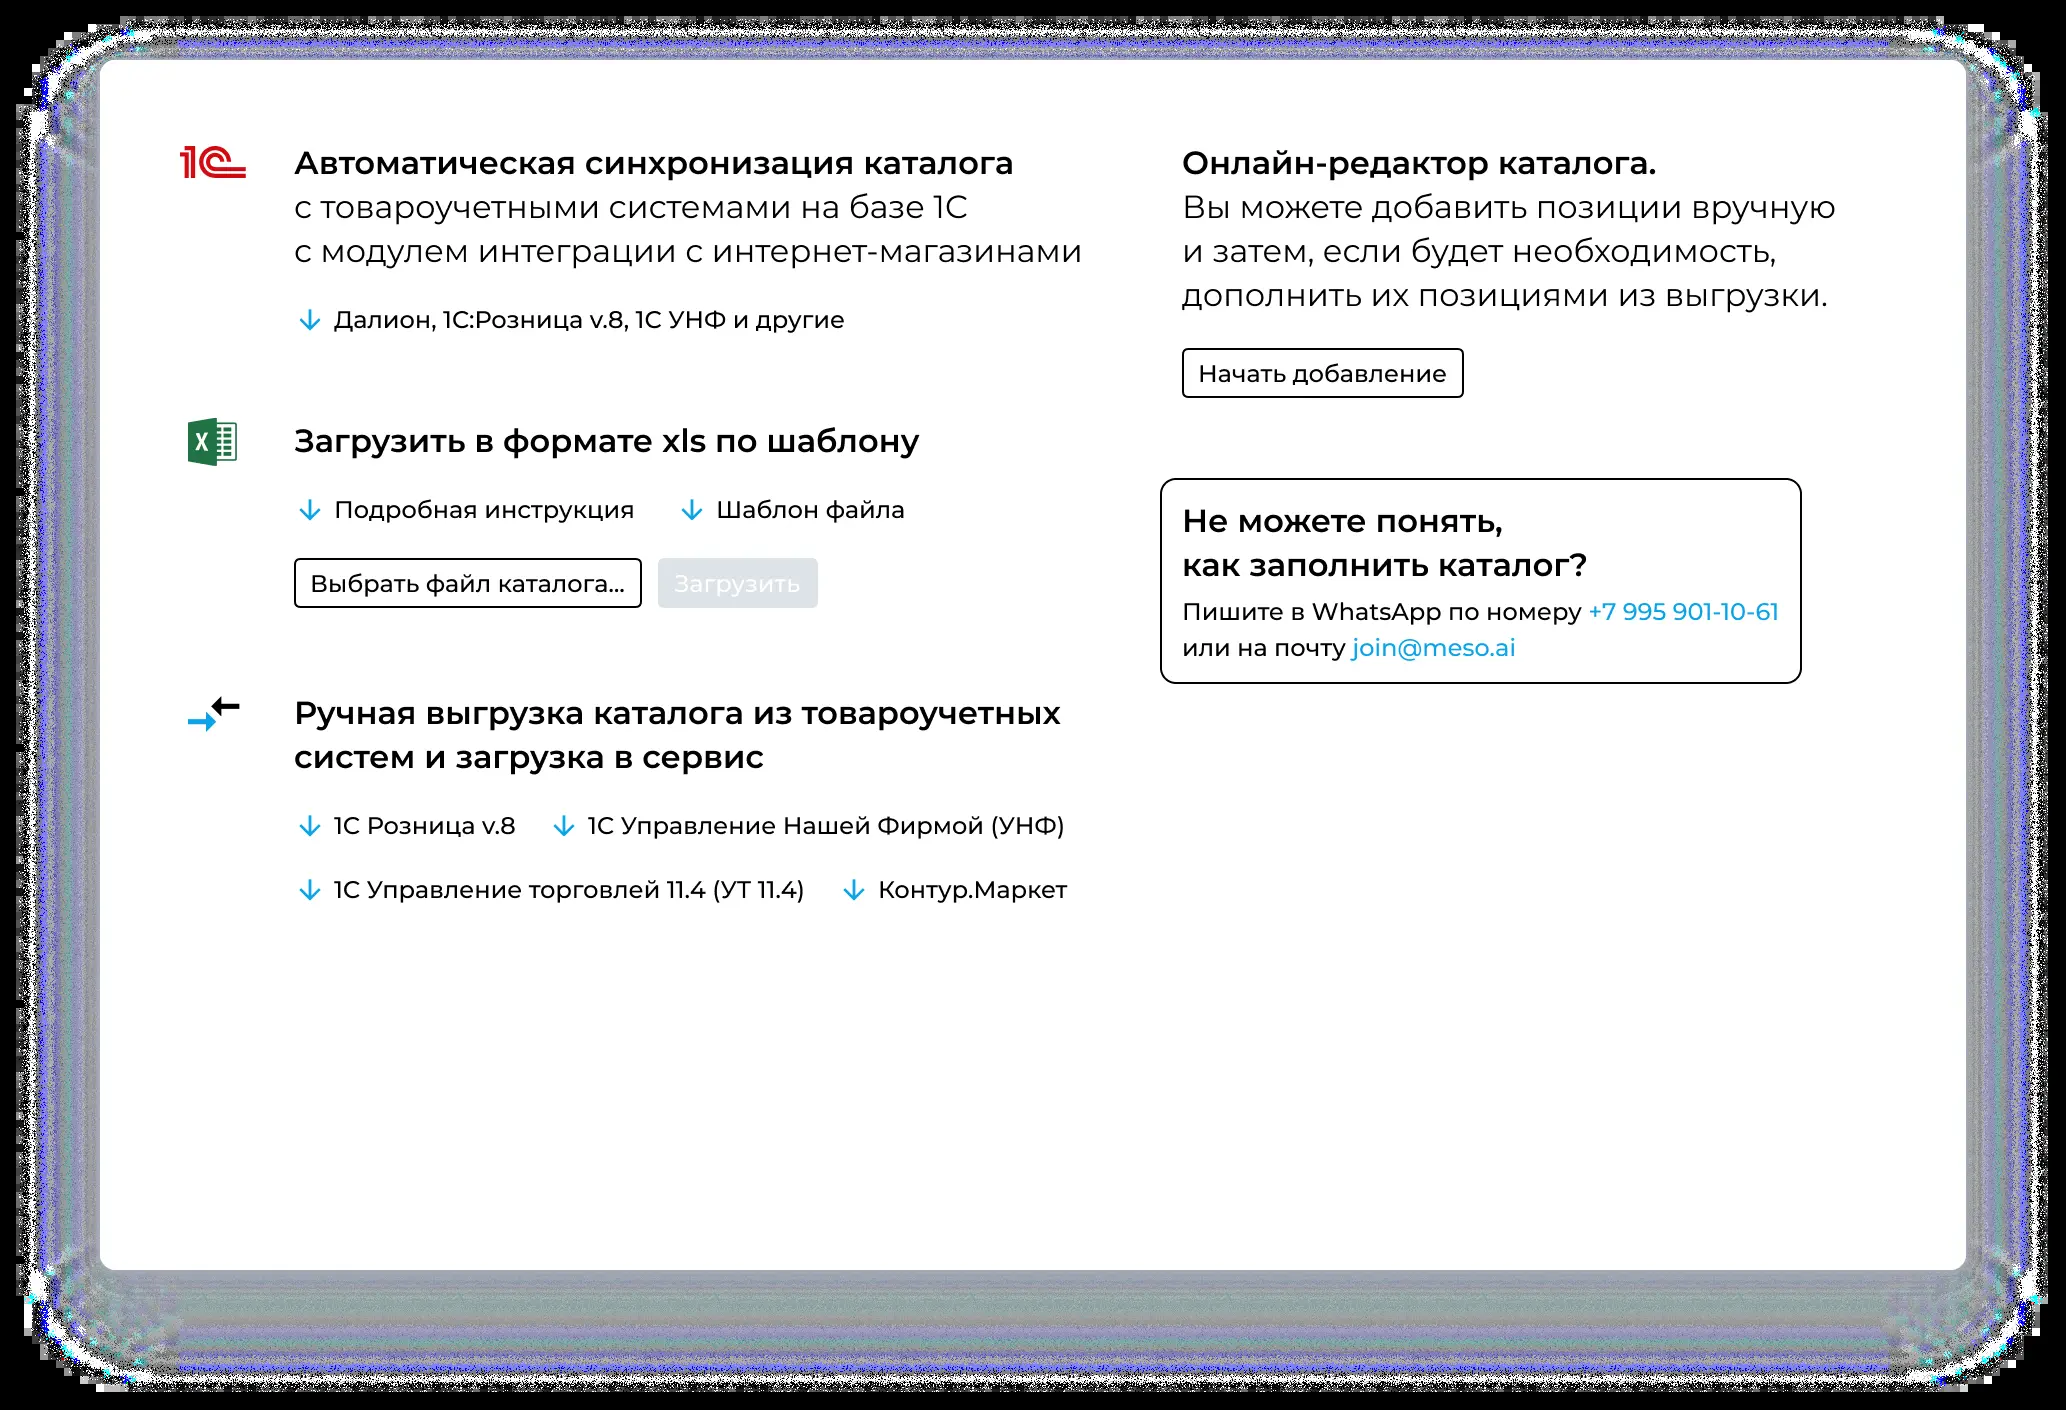 1С
Автоматическая синхронизация каталога
с товароучетными системами на базе 1С
с модулем интеграции с интернет-магазинами
Далион, 1С:Розница v.8, 1С УНФ и другие
X
Загрузить в формате xls по шаблону
Подробная инструкция
Шаблон файла
Выбрать файл каталога...
Загрузить
Ручная выгрузка каталога из товароучетных
систем и загрузка в сервис
1С Розница v.8
1С Управление Нашей Фирмой (УНФ)
1С Управление торговлей 11.4 (УТ 11.4)
Контур.Маркет
Онлайн-редактор каталога.
Вы можете добавить позиции вручную
и затем, если будет необходимость,
дополнить их позициями из выгрузки.
Начать добавление
Не можете понять,
как заполнить каталог?
Пишите в WhatsApp по номеру +7 995 901-10-61
или на почту join@meso.ai